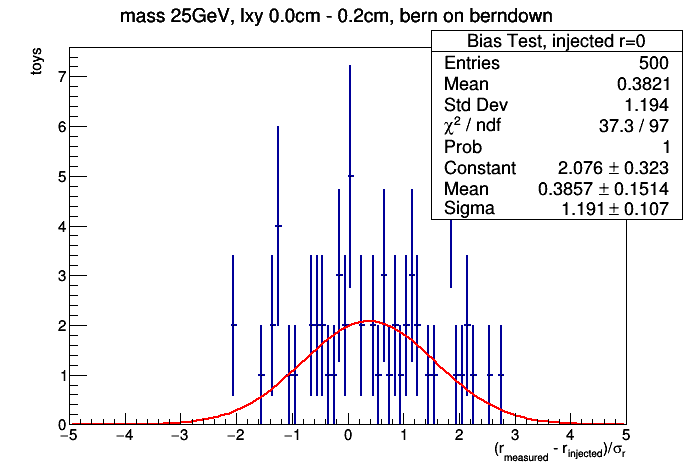 mass 25GeV, lxy 0.0cm - 0.2cm, bern on berndown
Bias Test, injected r=0
Entries 500
Mean 0.3821
Std Dev 1.194
χ² / ndf 37.3 / 97
Prob 1
Constant 2.076 ± 0.323
Mean 0.3857 ± 0.1514
Sigma 1.191 ± 0.107
toys
7
6
5
4
3
2
1
0
−5 −4 −3 −2 −1 0 1 2 3 4 5
(r_measured - r_injected)/σ_r